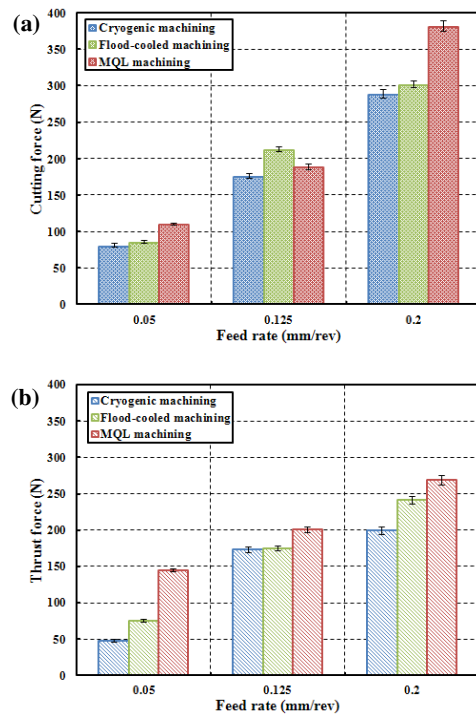 (a)
Cutting force (N)
400
350
300
250
200
150
100
50
0
Cryogenic machining
Flood-cooled machining
MQL machining
0.05 0.125 0.2
Feed rate (mm/rev)
(b)
Thrust force (N)
400
350
300
250
200
150
100
50
0
Cryogenic machining
Flood-cooled machining
MQL machining
0.05 0.125 0.2
Feed rate (mm/rev)